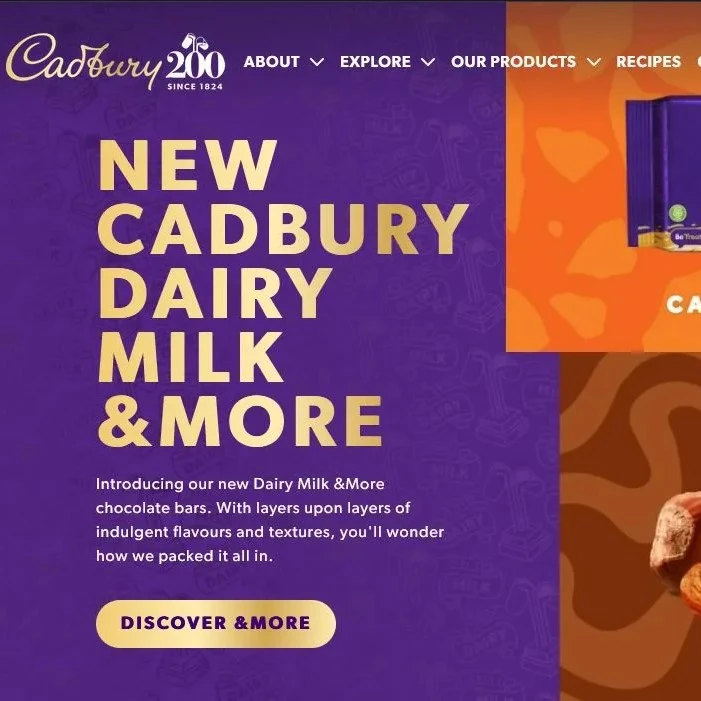 Cadbury 200
SINCE 1824
ABOUT
EXPLORE
OUR PRODUCTS
RECIPES
NEW
CADBURY
DAIRY
MILK
&MORE
Introducing our new Dairy Milk &More
chocolate bars. With layers upon layers of
indulgent flavours and textures, you'll wonder
how we packed it all in.
DISCOVER &MORE
CA